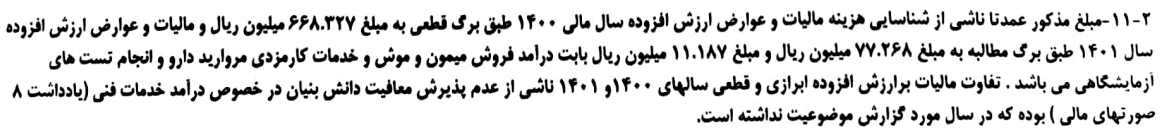 ۱۱-۲-مبلغ مذکور عمدتا ناشی از شناسایی هزینه مالیات و عوارض ارزش افزوده سال مالی ۱۴۰۰ طبق برگ قطعی به مبلغ ۶۶۸.۳۲۷ میلیون ریال و مالیات و عوارض ارزش افزوده
سال ۱۴۰۱ طبق برگ مطالبه به مبلغ ۷۷.۲۶۸ میلیون ریال و مبلغ ۱۱.۱۸۷ میلیون ریال بابت درآمد فروش میمون و موش و خدمات کارمزدی مروارید دارو و انجام تست های
آزمایشگاهی می باشد . تفاوت مالیات برارزش افزوده ابرازی و قطعی سالهای ۱۴۰۰و ۱۴۰۱ ناشی از عدم پذیرش معافیت دانش بنیان در خصوص درآمد خدمات فنی (یادداشت ۸
صورتهای مالی ) بوده که در سال مورد گزارش موضوعیت نداشته است.